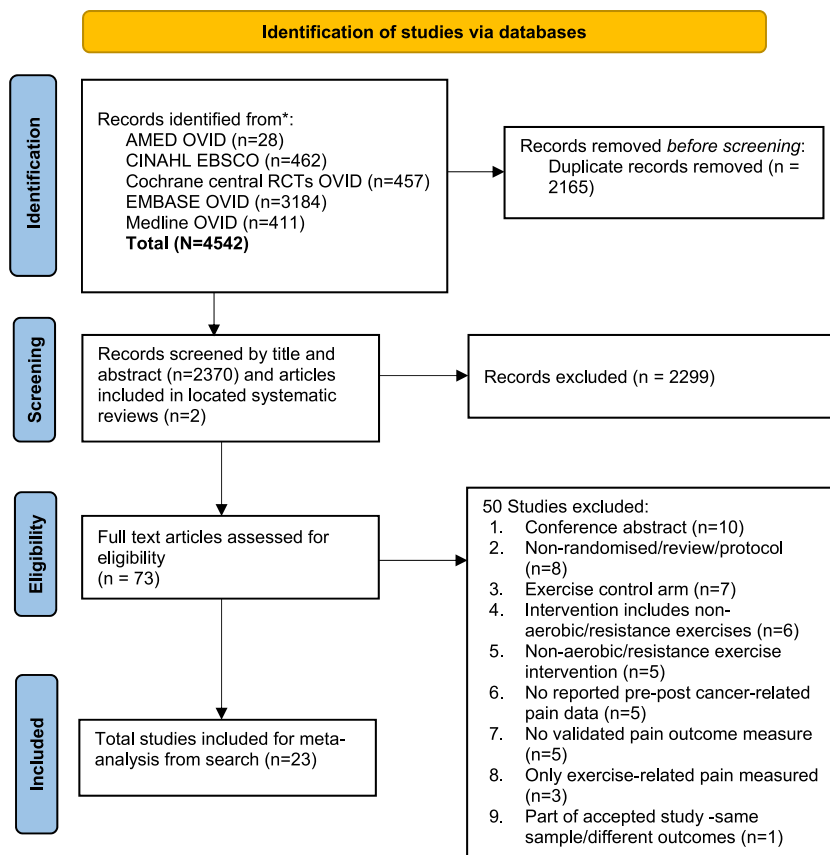 Identification of studies via databases
Identification
Records identified from*:
AMED OVID (n=28)
CINAHL EBSCO (n=462)
Cochrane central RCTs OVID (n=457)
EMBASE OVID (n=3184)
Medline OVID (n=411)
Total (N=4542)
Records removed before screening:
Duplicate records removed (n =
2165)
Screening
Records screened by title and
abstract (n=2370) and articles
included in located systematic
reviews (n=2)
Records excluded (n = 2299)
Eligibility
Full text articles assessed for
eligibility
(n = 73)
50 Studies excluded:
1. Conference abstract (n=10)
2. Non-randomised/review/protocol
(n=8)
3. Exercise control arm (n=7)
4. Intervention includes non-
aerobic/resistance exercises (n=6)
5. Non-aerobic/resistance exercise
intervention (n=5)
6. No reported pre-post cancer-related
pain data (n=5)
7. No validated pain outcome measure
(n=5)
8. Only exercise-related pain measured
(n=3)
9. Part of accepted study -same
sample/different outcomes (n=1)
Included
Total studies included for meta-
analysis from search (n=23)